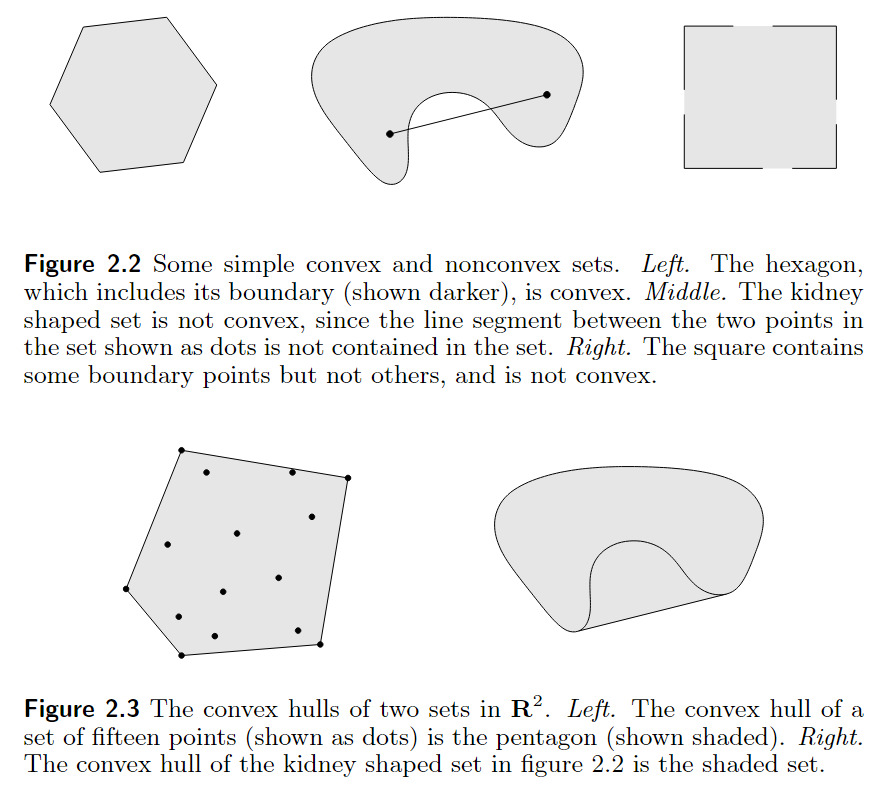 Figure 2.2 Some simple convex and nonconvex sets. Left. The hexagon,
which includes its boundary (shown darker), is convex. Middle. The kidney
shaped set is not convex, since the line segment between the two points in
the set shown as dots is not contained in the set. Right. The square contains
some boundary points but not others, and is not convex.
Figure 2.3 The convex hulls of two sets in R². Left. The convex hull of a
set of fifteen points (shown as dots) is the pentagon (shown shaded). Right.
The convex hull of the kidney shaped set in figure 2.2 is the shaded set.